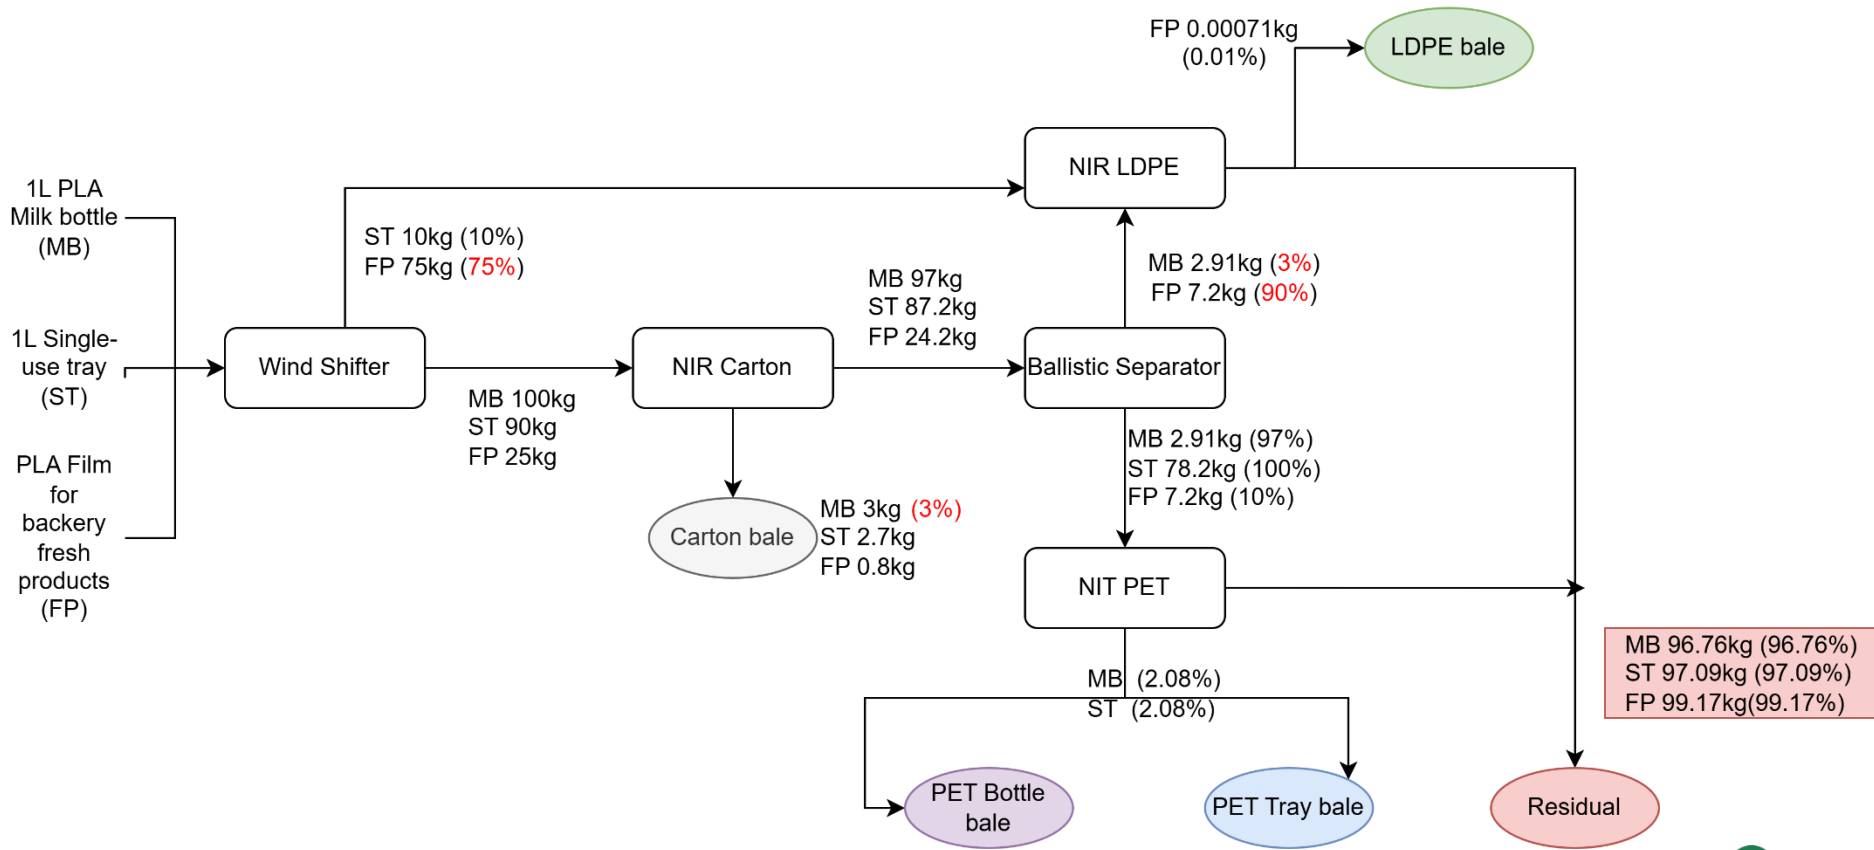 FP 0.00071kg
(0.01%)
LDPE bale
NIR LDPE
1L PLA
Milk bottle
(MB)
ST 10kg (10%)
FP 75kg (75%)
MB 2.91kg (3%)
FP 7.2kg (90%)
MB 97kg
ST 87.2kg
FP 24.2kg
1L Single-
use tray
(ST)
Wind Shifter
NIR Carton
Ballistic Separator
MB 100kg
ST 90kg
FP 25kg
MB 2.91kg (97%)
ST 78.2kg (100%)
FP 7.2kg (10%)
PLA Film
for
backery
fresh
products
(FP)
Carton bale
MB 3kg (3%)
ST 2.7kg
FP 0.8kg
NIT PET
MB 96.76kg (96.76%)
ST 97.09kg (97.09%)
FP 99.17kg(99.17%)
MB (2.08%)
ST (2.08%)
PET Bottle
bale
PET Tray bale
Residual